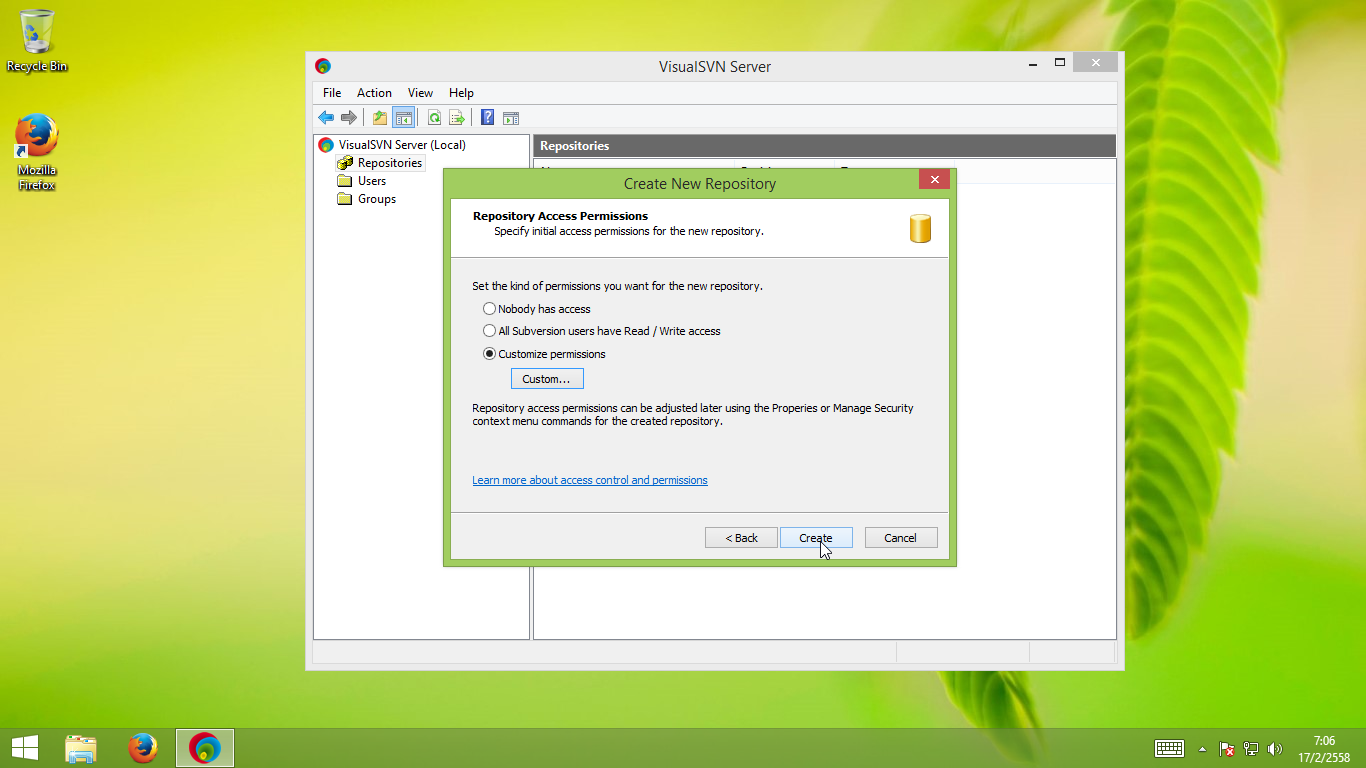 Recycle Bin
Mozilla
Firefox
VisualSVN Server
File Action View Help
VisualSVN Server (Local)
Repositories
Users
Groups
Repositories
Create New Repository
Repository Access Permissions
Specify initial access permissions for the new repository.
Set the kind of permissions you want for the new repository.
Nobody has access
All Subversion users have Read / Write access
Customize permissions
Custom...
Repository access permissions can be adjusted later using the Properies or Manage Security
context menu commands for the created repository.
Learn more about access control and permissions
< Back Create Cancel
7:06
17/2/2558